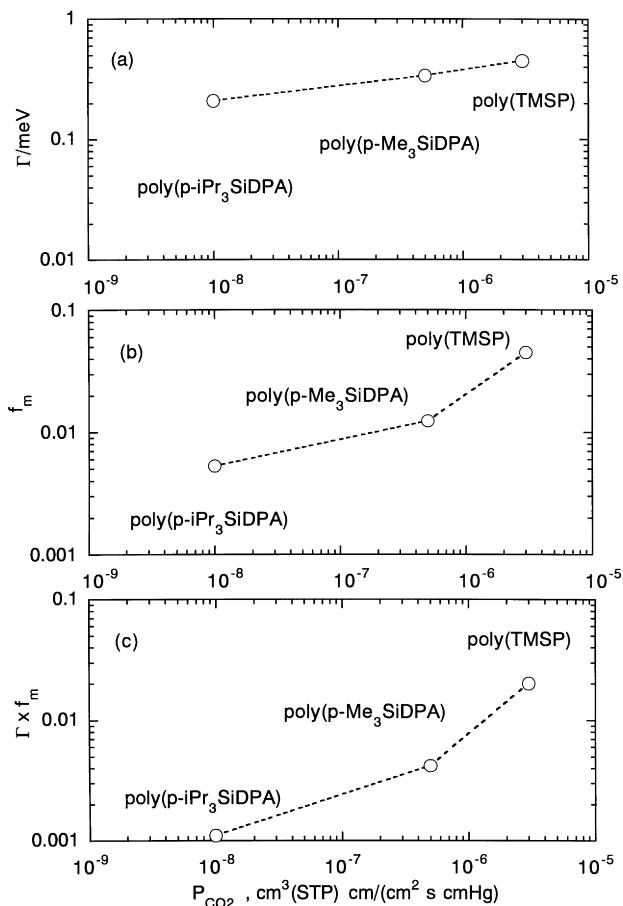 1
(a)
poly(TMSP)
0.1
poly(p-Me₃SiDPA)
Γ/meV
poly(p-iPr₃SiDPA)
0.01
10⁻⁹ 10⁻⁸ 10⁻⁷ 10⁻⁶ 10⁻⁵
0.1
(b)
poly(TMSP)
poly(p-Me₃SiDPA)
fₘ
0.01
poly(p-iPr₃SiDPA)
0.001
10⁻⁹ 10⁻⁸ 10⁻⁷ 10⁻⁶ 10⁻⁵
0.1
(c)
poly(TMSP)
poly(p-Me₃SiDPA)
Γ x fₘ
0.01
poly(p-iPr₃SiDPA)
0.001
10⁻⁹ 10⁻⁸ 10⁻⁷ 10⁻⁶ 10⁻⁵
P_CO2 , cm³(STP) cm/(cm² s cmHg)